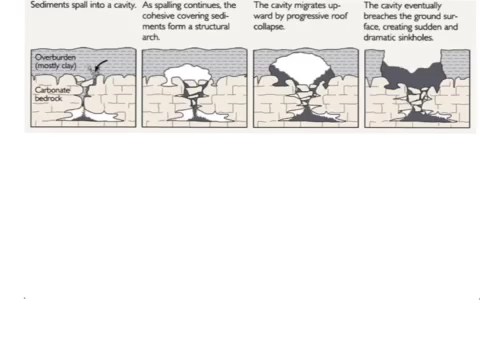 Sediments spall into a cavity.
As spalling continues, the
cohesive covering sedi-
ments form a structural
arch.
The cavity migrates up-
ward by progressive roof
collapse.
The cavity eventually
breaches the ground sur-
face, creating sudden and
dramatic sinkholes.
Overburden
(mostly clay)
Carbonate
bedrock